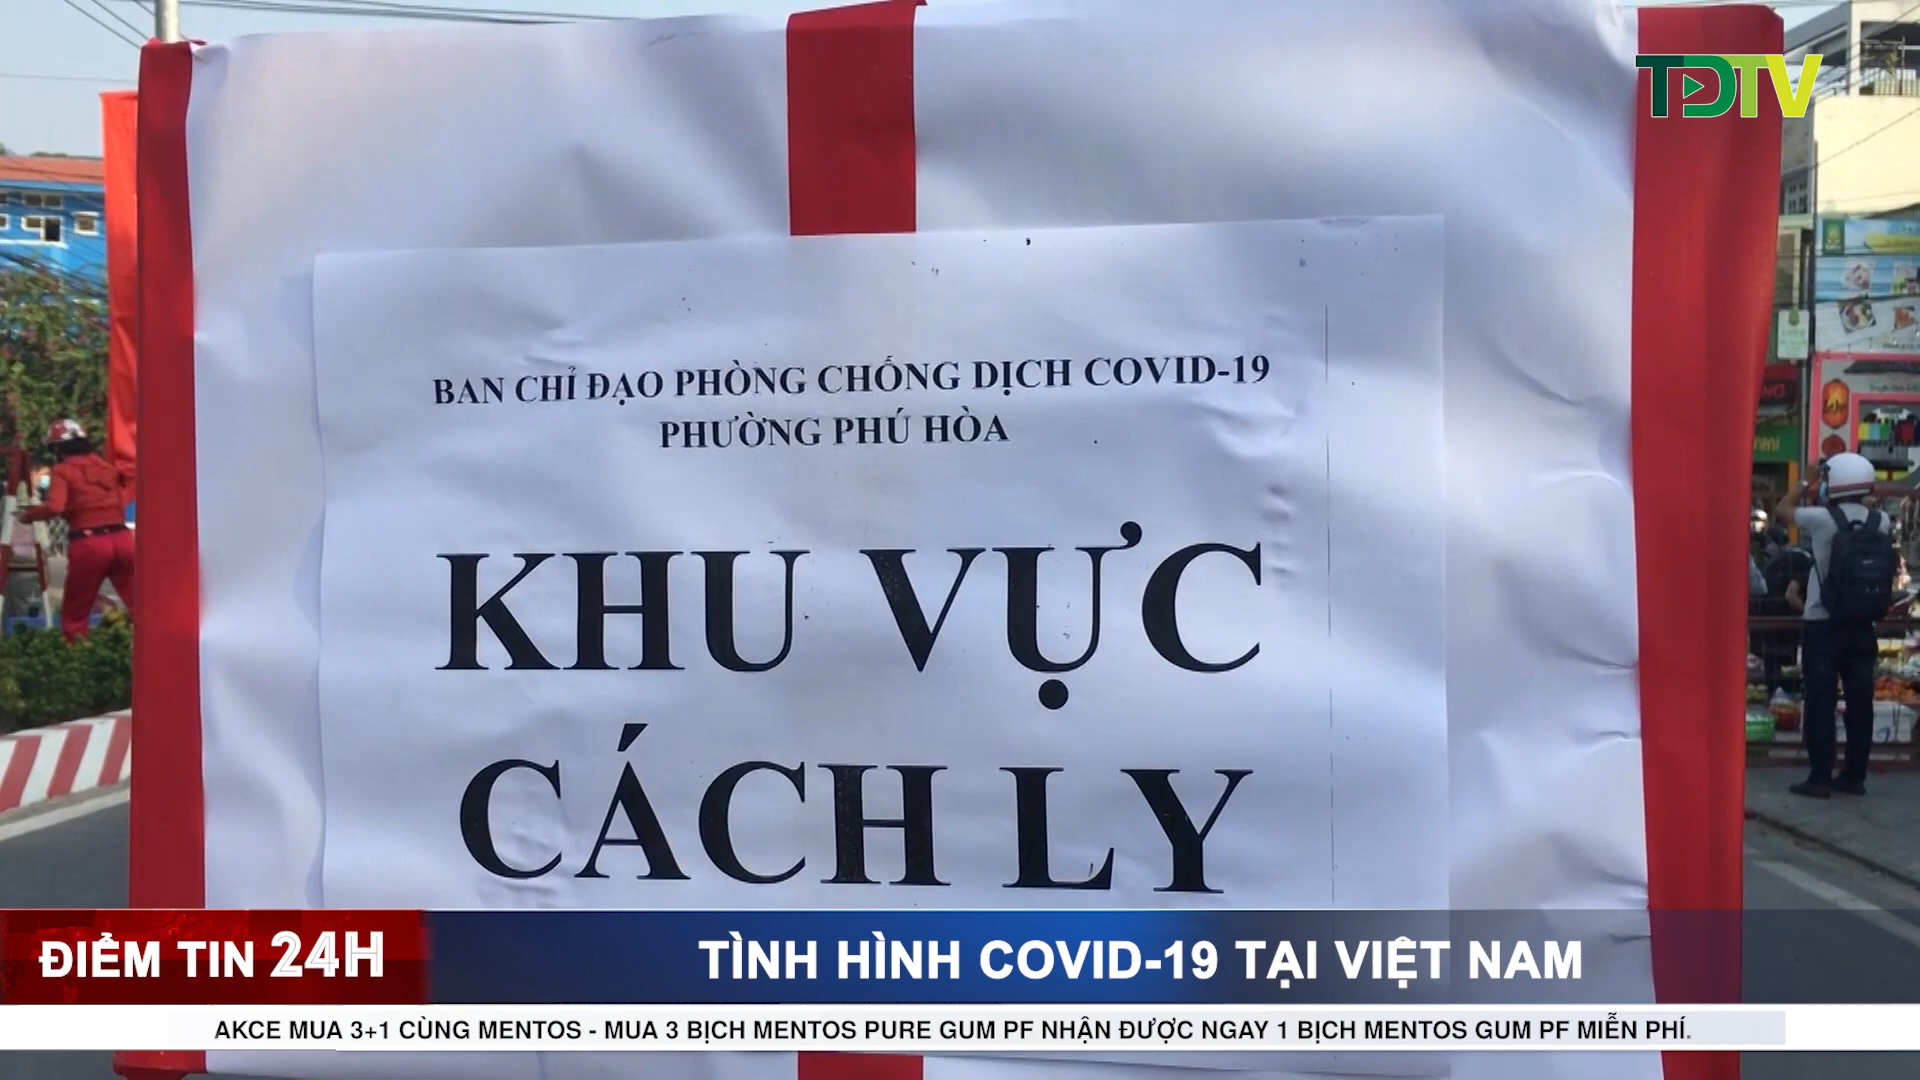 TDTV
BAN CHỈ ĐẠO PHÒNG CHỐNG DỊCH COVID-19
PHƯỜNG PHÚ HÒA
KHU VỰC
CÁCH LY
ĐIỂM TIN 24H
TÌNH HÌNH COVID-19 TẠI VIỆT NAM
AKCE MUA 3+1 CÙNG MENTOS - MUA 3 BỊCH MENTOS PURE GUM PF NHẬN ĐƯỢC NGAY 1 BỊCH MENTOS GUM PF MIỄN PHÍ.